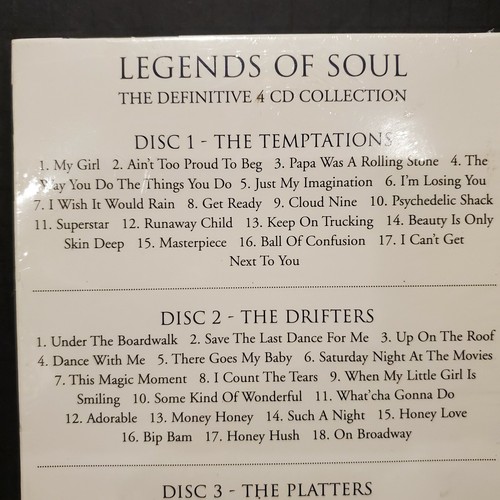 LEGENDS OF SOUL
THE DEFINITIVE 4 CD COLLECTION
DISC 1 - THE TEMPTATIONS
1. My Girl 2. Ain't Too Proud To Beg 3. Papa Was A Rolling Stone 4. The
Way You Do The Things You Do 5. Just My Imagination 6. I'm Losing You
7. I Wish It Would Rain 8. Get Ready 9. Cloud Nine 10. Psychedelic Shack
11. Superstar 12. Runaway Child 13. Keep On Trucking 14. Beauty Is Only
Skin Deep 15. Masterpiece 16. Ball Of Confusion 17. I Can't Get
Next To You
DISC 2 - THE DRIFTERS
1. Under The Boardwalk 2. Save The Last Dance For Me 3. Up On The Roof
4. Dance With Me 5. There Goes My Baby 6. Saturday Night At The Movies
7. This Magic Moment 8. I Count The Tears 9. When My Little Girl Is
Smiling 10. Some Kind Of Wonderful 11. What'cha Gonna Do
12. Adorable 13. Money Honey 14. Such A Night 15. Honey Love
16. Bip Bam 17. Honey Hush 18. On Broadway
DISC 3 - THE PLATTERS